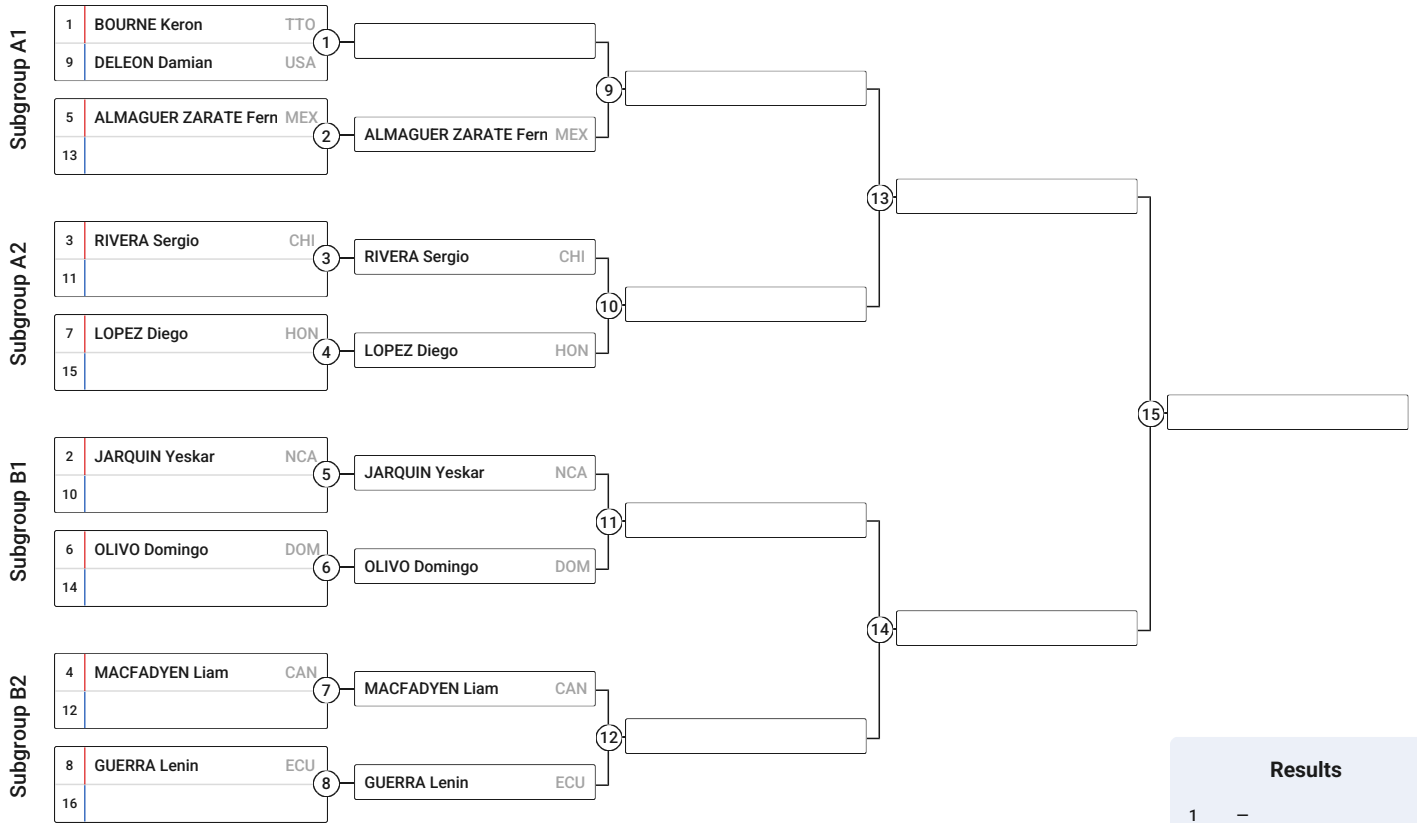 Subgroup A1
1 BOURNE Keron TTO
9 DELEON Damian USA
1
5 ALMAGUER ZARATE Fern MEX
13
2
ALMAGUER ZARATE Fern MEX
9
Subgroup A2
3 RIVERA Sergio CHI
11
3
RIVERA Sergio CHI
7 LOPEZ Diego HON
15
4
LOPEZ Diego HON
10
13
Subgroup B1
2 JARQUIN Yeskar NCA
10
5
JARQUIN Yeskar NCA
6 OLIVO Domingo DOM
14
6
OLIVO Domingo DOM
11
Subgroup B2
4 MACFADYEN Liam CAN
12
7
MACFADYEN Liam CAN
8 GUERRA Lenin ECU
16
8
GUERRA Lenin ECU
12
14
15
Results
1 –